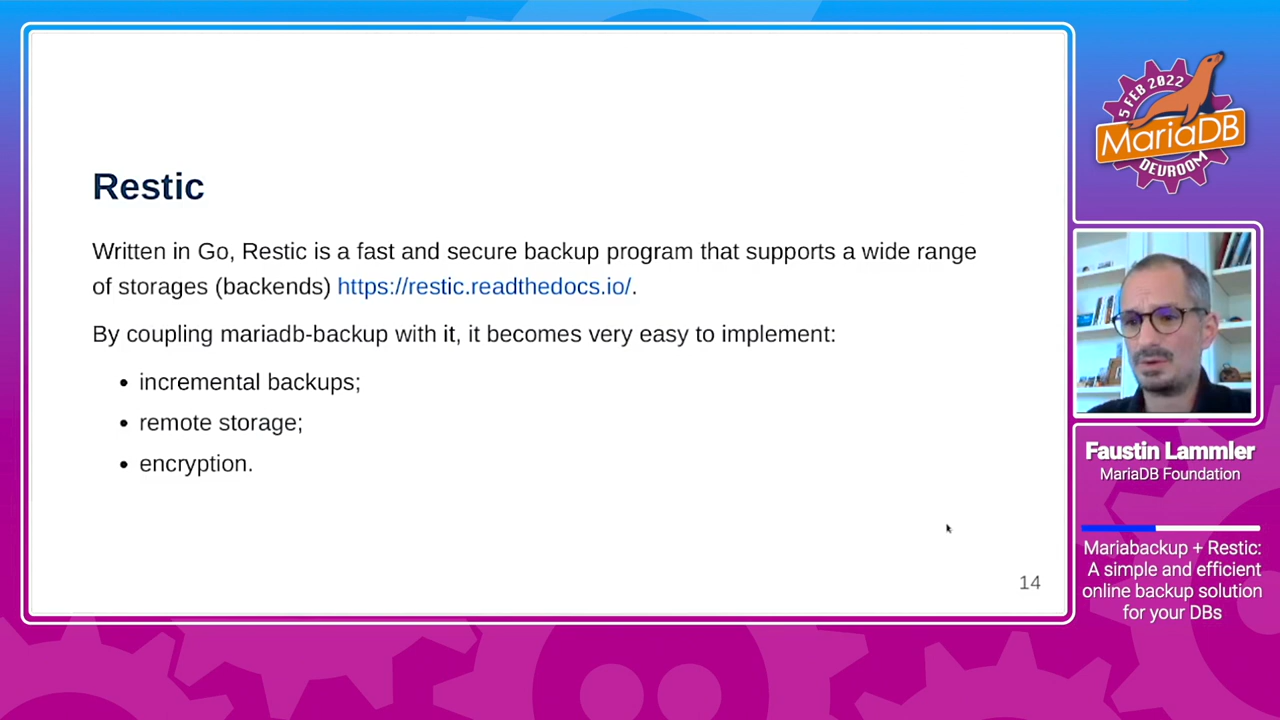 Restic
Written in Go, Restic is a fast and secure backup program that supports a wide range
of storages (backends) https://restic.readthedocs.io/.
By coupling mariadb-backup with it, it becomes very easy to implement:
• incremental backups;
• remote storage;
• encryption.
14
5 FEB 2022
MariaDB
DEVROOM
Faustin Lammler
MariaDB Foundation
Mariabackup + Restic:
A simple and efficient
online backup solution
for your DBs